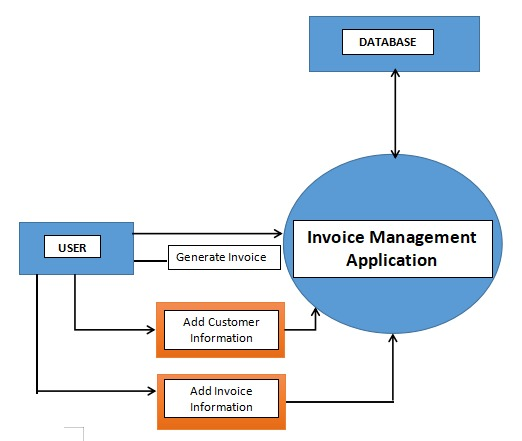 DATABASE
Invoice Management
Application
USER
Generate Invoice
Add Customer
Information
Add Invoice
Information